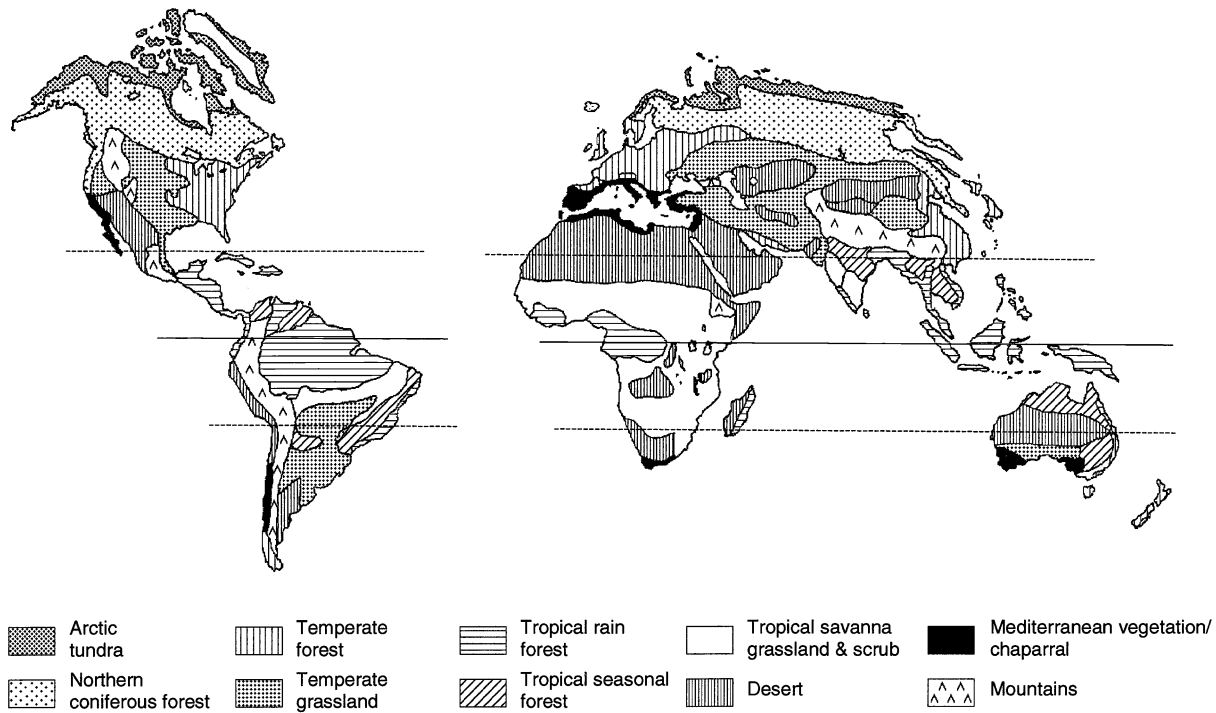 Arctic
tundra
Temperate
forest
Tropical rain
forest
Tropical savanna
grassland & scrub
Mediterranean vegetation/
chaparral
Northern
coniferous forest
Temperate
grassland
Tropical seasonal
forest
Desert
Mountains